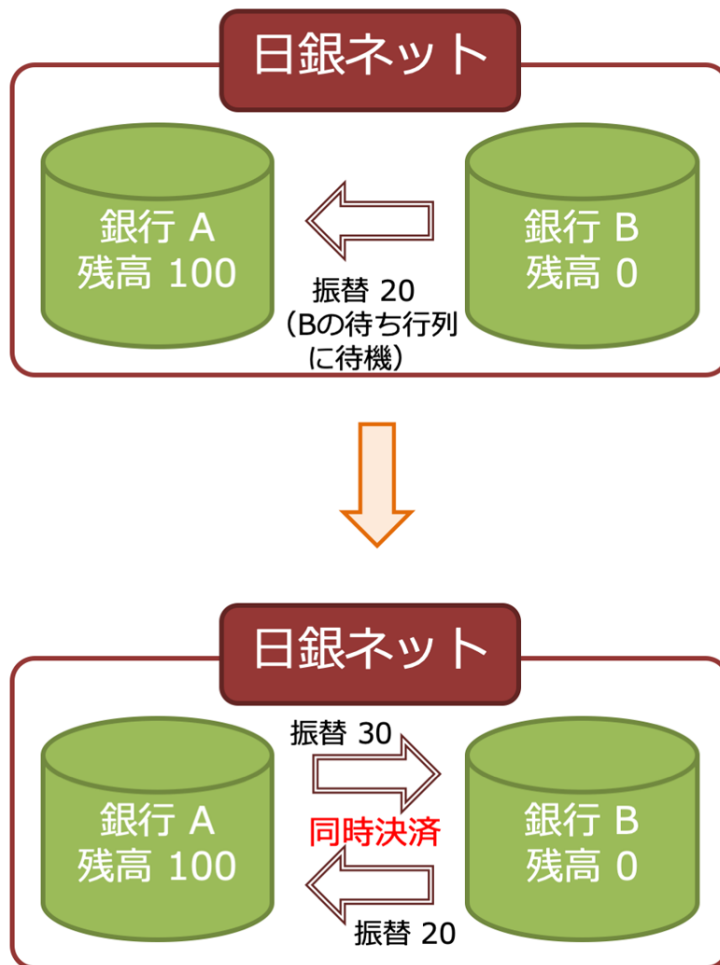 日銀ネット
銀行 A
残高 100
銀行 B
残高 0
振替 20
（Bの待ち行列
に待機）
日銀ネット
振替 30
銀行 A
残高 100
同時決済
銀行 B
残高 0
振替 20